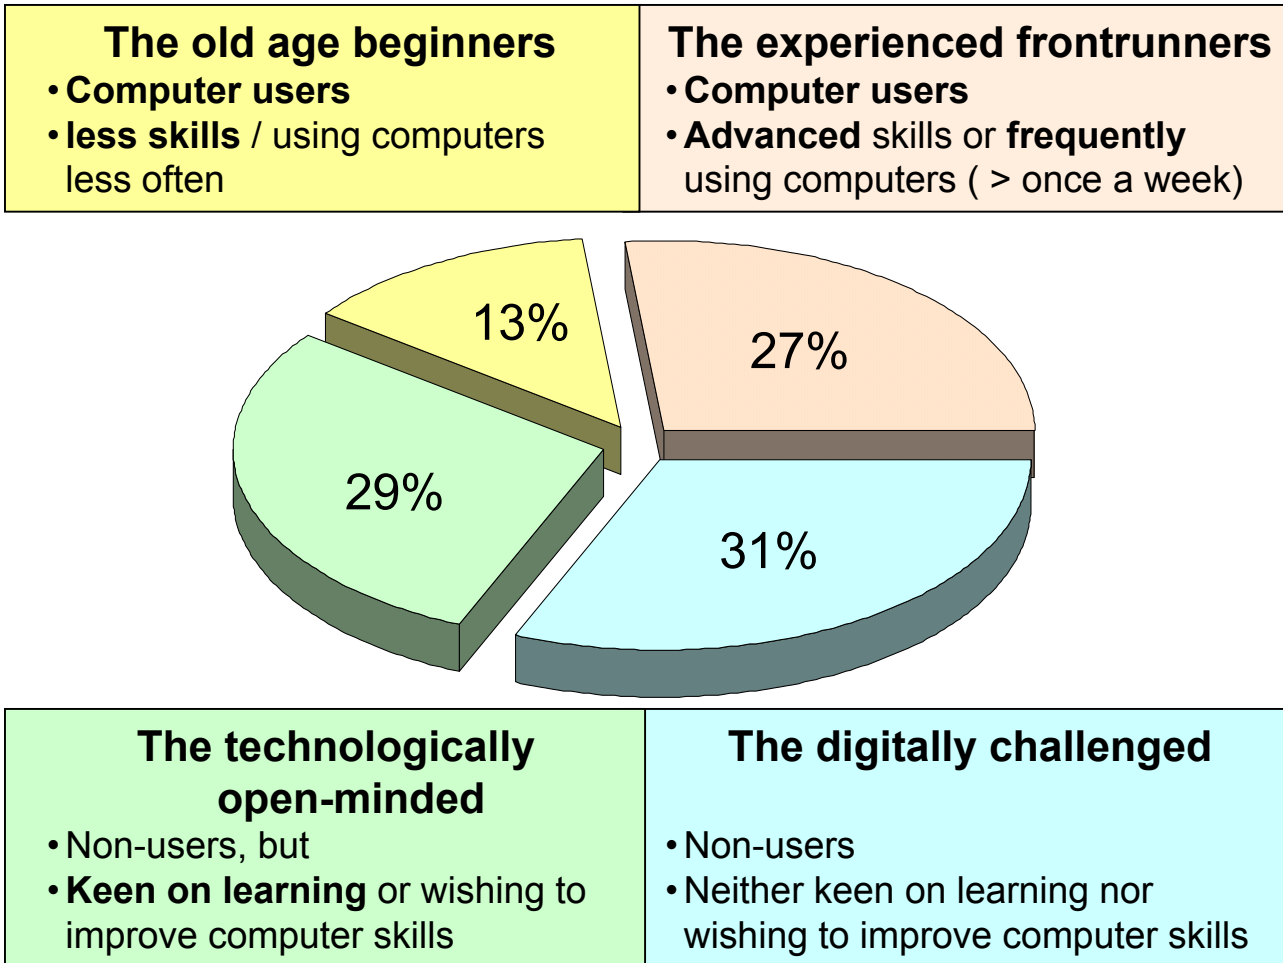 The old age beginners
• Computer users
• less skills / using computers
less often
The experienced frontrunners
• Computer users
• Advanced skills or frequently
using computers ( > once a week)
13%
27%
29%
31%
The technologically
open-minded
• Non-users, but
• Keen on learning or wishing to
improve computer skills
The digitally challenged
• Non-users
• Neither keen on learning nor
wishing to improve computer skills